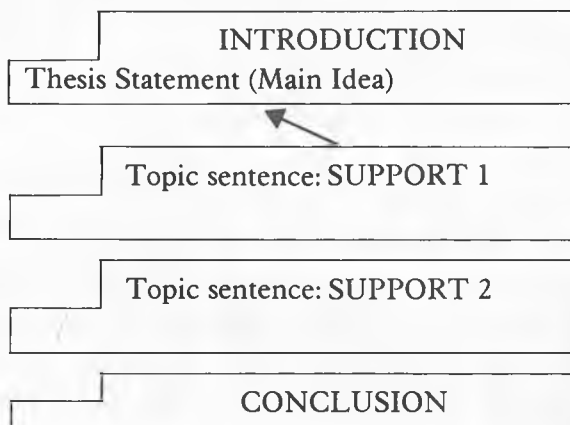 INTRODUCTION
Thesis Statement (Main Idea)
Topic sentence: SUPPORT 1
Topic sentence: SUPPORT 2
CONCLUSION